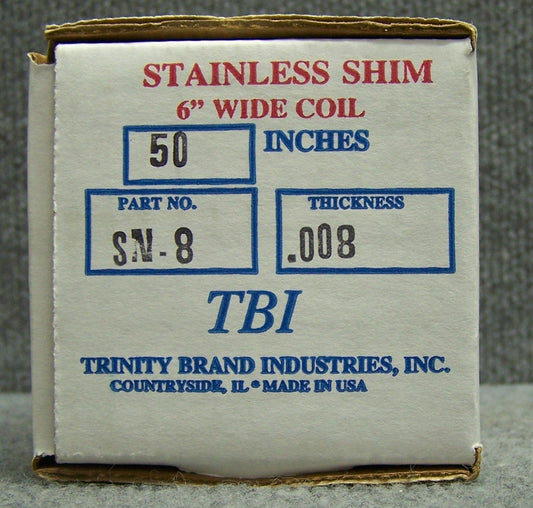 STAINLESS SHIM
6" WIDE COIL
50 INCHES
PART NO. THICKNESS
SN-8 .008
TBI
TRINITY BRAND INDUSTRIES, INC.
COUNTRYSIDE, IL • MADE IN USA